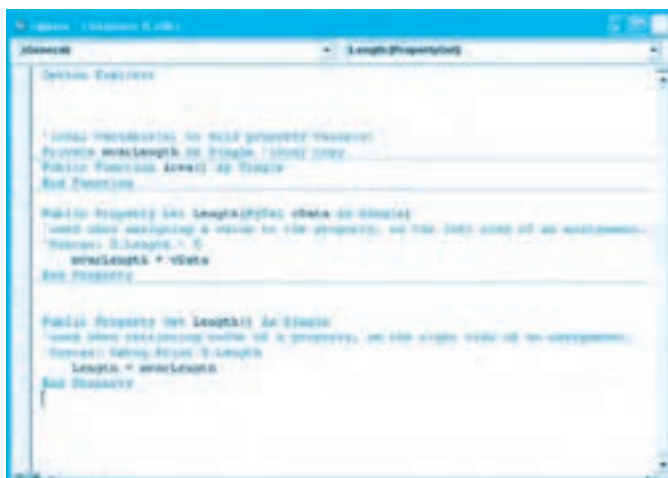 (General)
Length [PropertyGet]
Option Explicit
'local variable(s) to hold property value(s)
Private mvarLength As Single 'local copy
Public Function Area() As Single
End Function
Public Property Let Length(ByVal vData As Single)
'used when assigning a value to the property, on the left side of an assignment.
'Syntax: X.Length = 5
mvarLength = vData
End Property
Public Property Get Length() As Single
'used when retrieving value of a property, on the right side of an assignment.
'Syntax: Debug.Print X.Length
Length = mvarLength
End Property